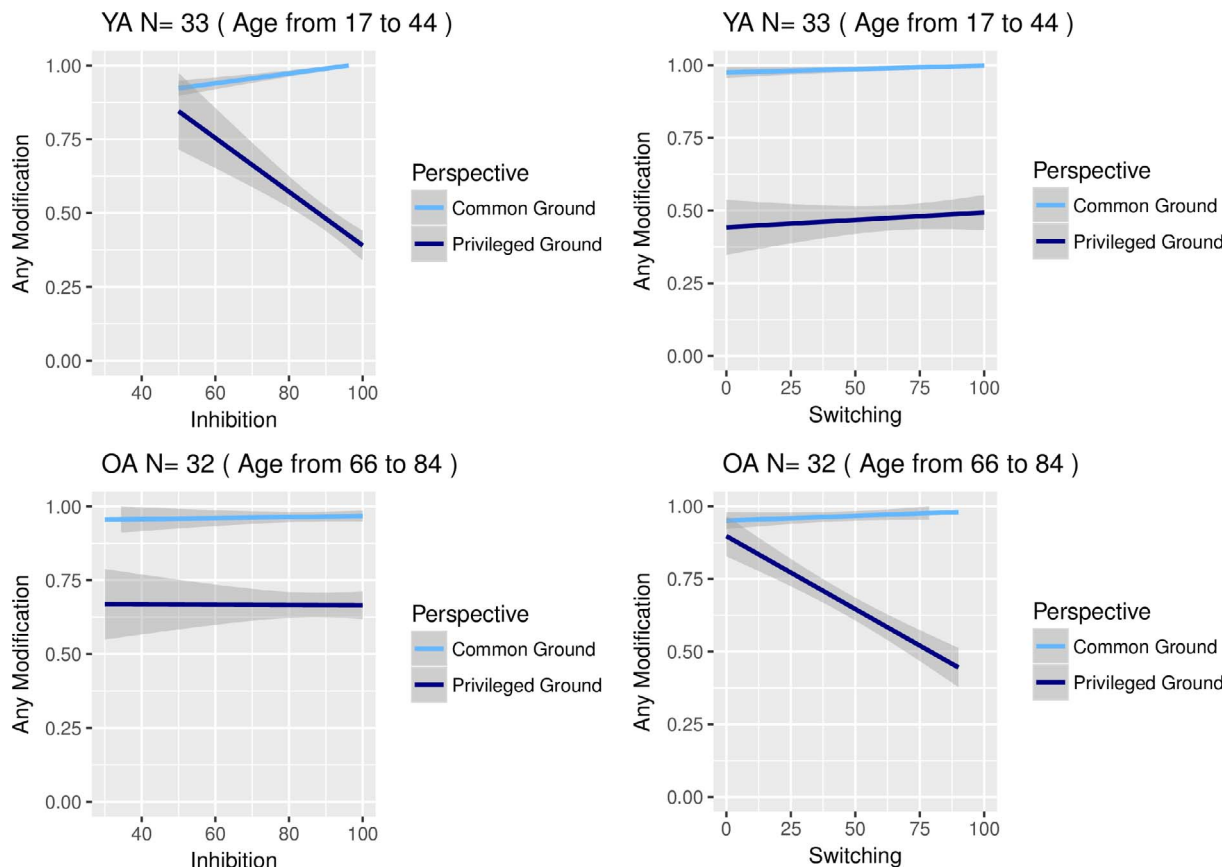 YA N= 33 ( Age from 17 to 44 )
Any Modification
1.00
0.75
0.50
0.25
0.00
40 60 80 100
Inhibition
Perspective
Common Ground
Privileged Ground
YA N= 33 ( Age from 17 to 44 )
Any Modification
1.00
0.75
0.50
0.25
0.00
0 25 50 75 100
Switching
Perspective
Common Ground
Privileged Ground
OA N= 32 ( Age from 66 to 84 )
Any Modification
1.00
0.75
0.50
0.25
0.00
40 60 80 100
Inhibition
Perspective
Common Ground
Privileged Ground
OA N= 32 ( Age from 66 to 84 )
Any Modification
1.00
0.75
0.50
0.25
0.00
0 25 50 75 100
Switching
Perspective
Common Ground
Privileged Ground